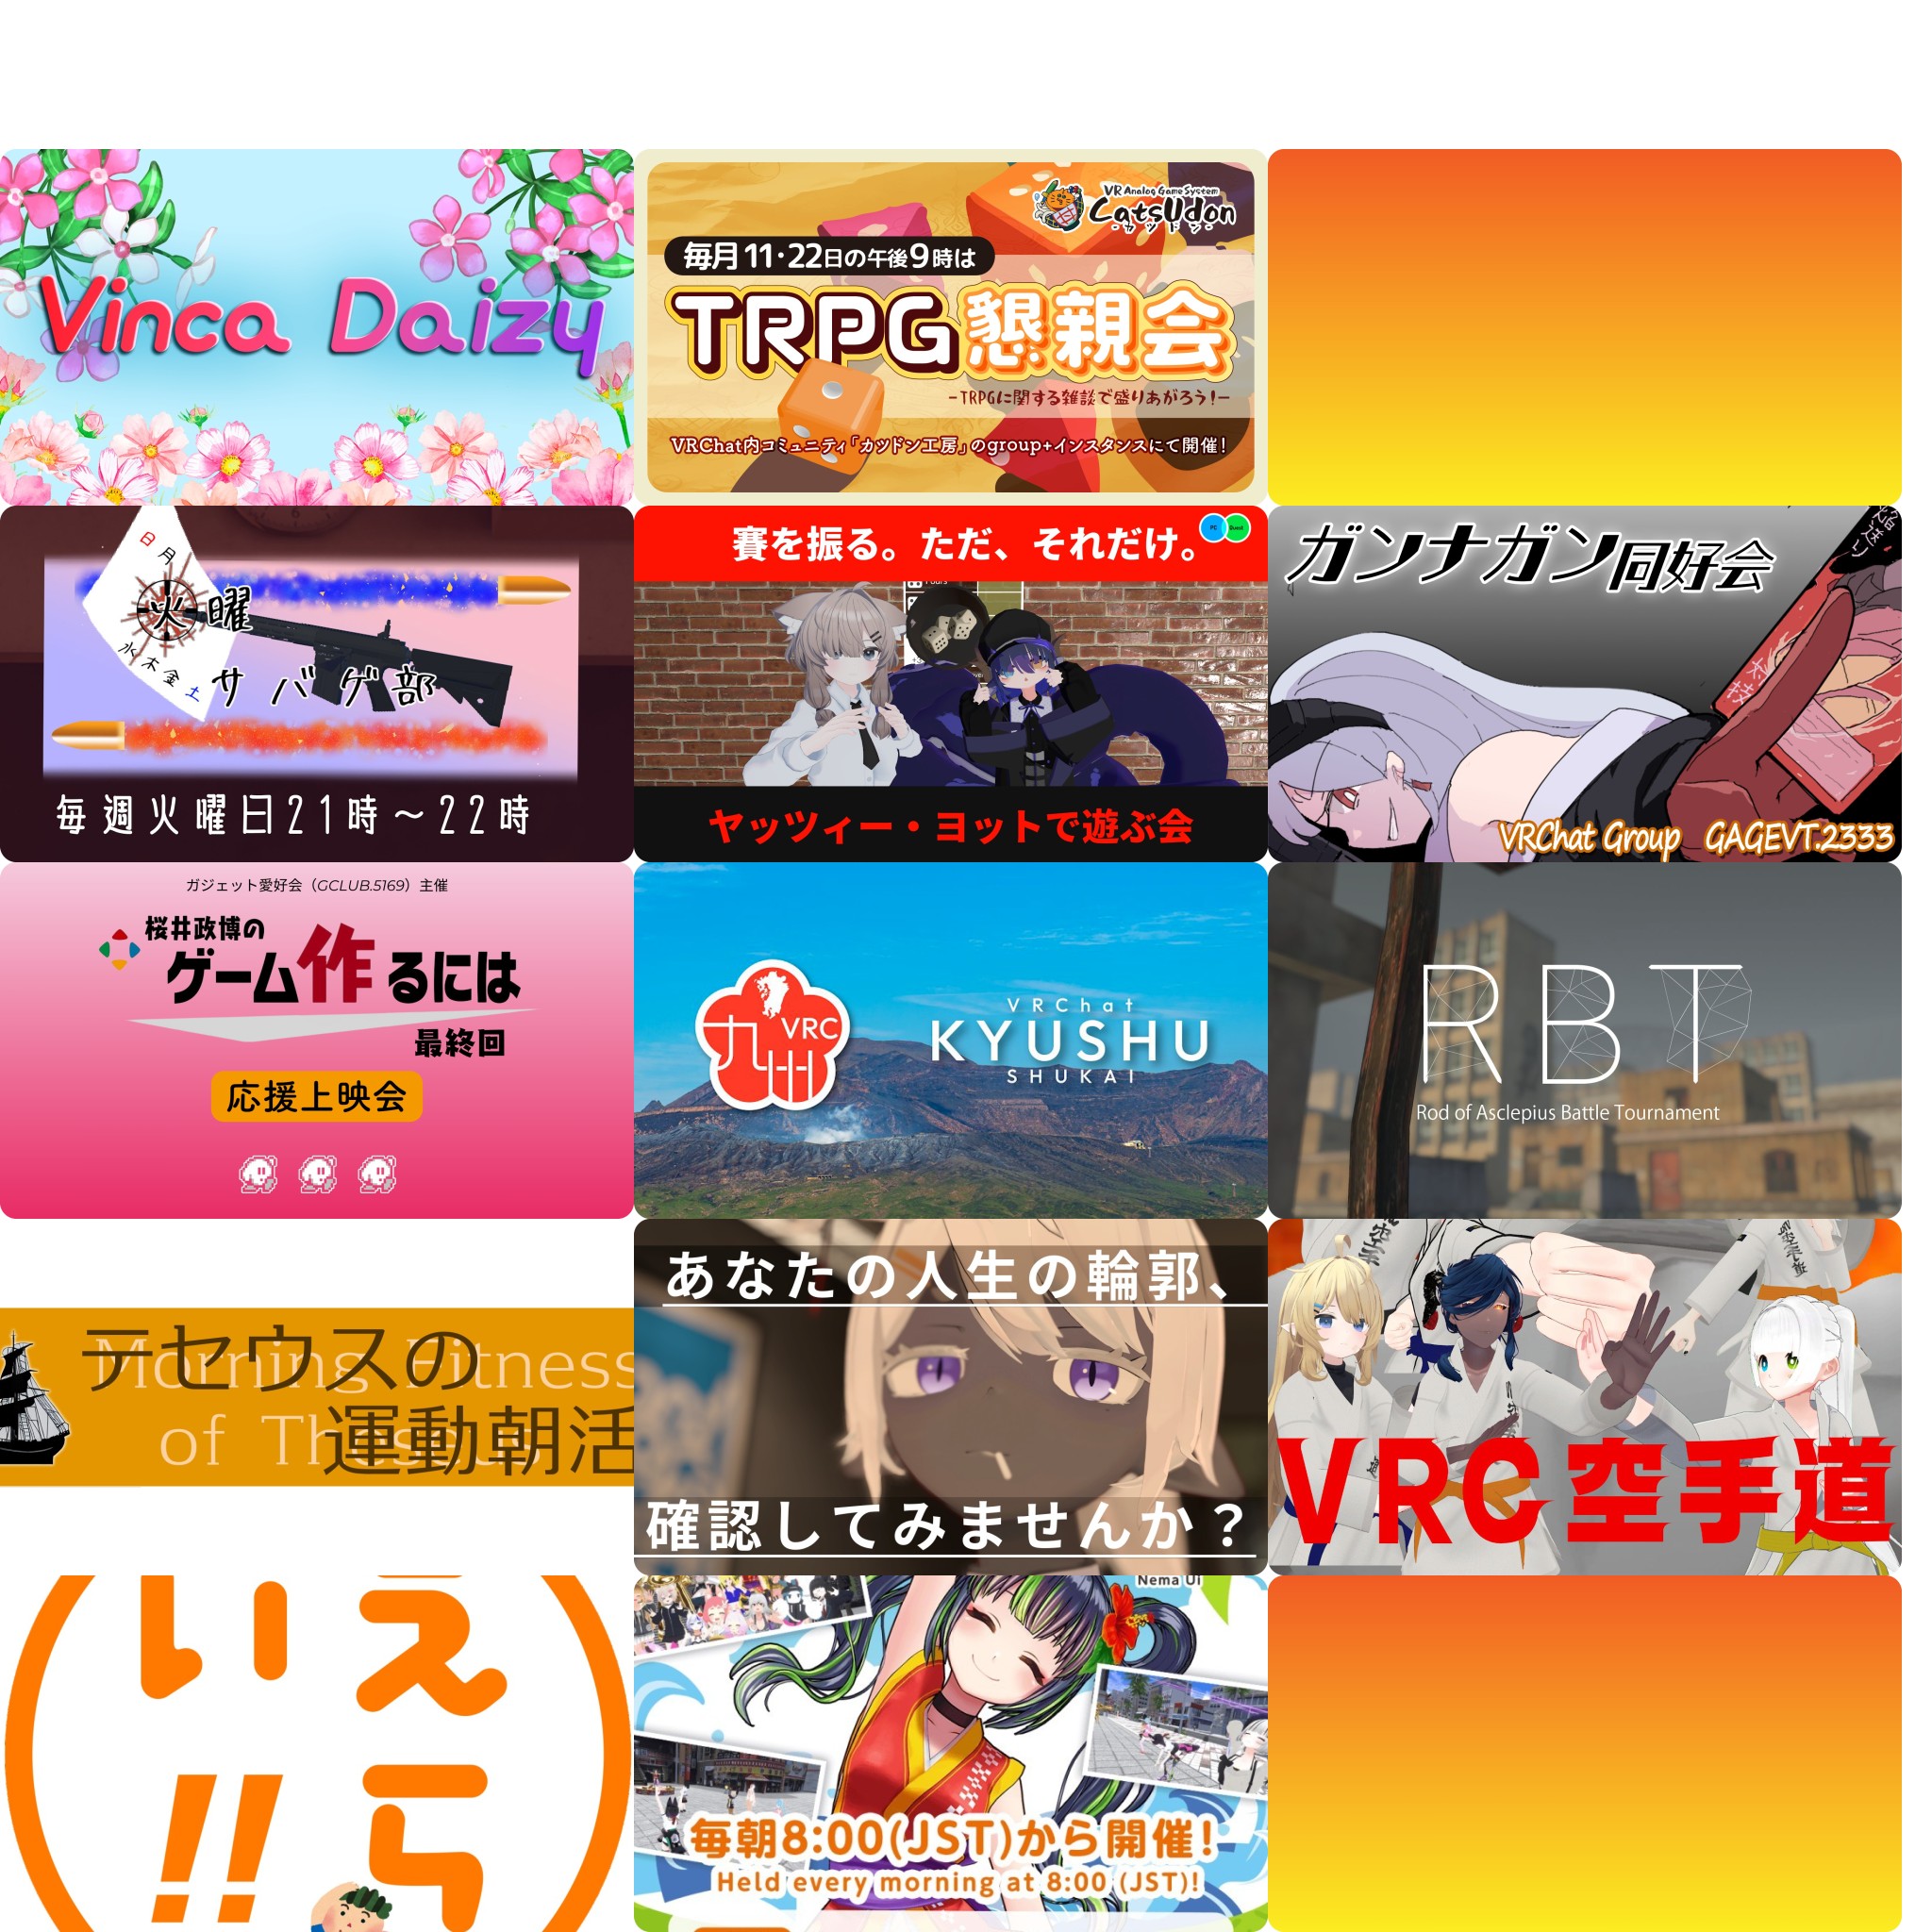 Vinca Daizy
VR Analog Game System
CatsUdon
-カツドン-
毎月11・22日の午後9時は
TRPG懇親会
-TRPGに関する雑談で盛りあがろう!-
VRChat内コミュニティ「カツドン工房」のgroup+インスタンスにて開催!
日
月
火曜
水
木
金
土
サバゲ部
毎週火曜日21時～22時
賽を振る。ただ、それだけ。
PC
Quest
ヤッツィー・ヨットで遊ぶ会
ガンナガン同好会
VRChat Group GAGEVT.2333
ガジェット愛好会（GCLUB.5169）主催
桜井政博の
ゲーム作るには
最終回
応援上映会
九州
VRC
VRChat
KYUSHU
SHUKAI
RBT
Rod of Asclepius Battle Tournament
テセウスの
Morning Fitness
運動朝活
of Theseus
あなたの人生の輪郭、
確認してみませんか？
VRC空手道
えら
い!!
Nema Ui
毎朝8:00(JST)から開催!
Held every morning at 8:00 (JST)!